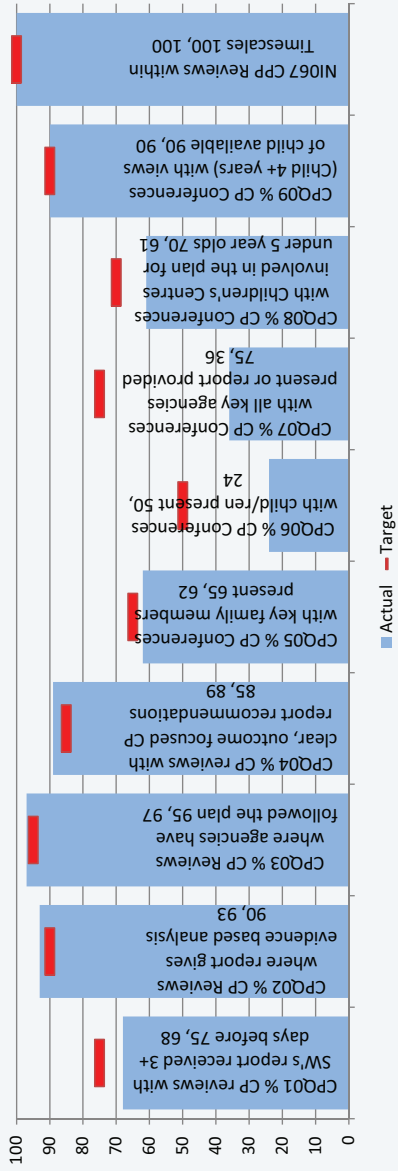 100
90
80
70
60
50
40
30
20
10
0
CPQ01 % CP reviews with
SW's report received 3+
days before 75, 68
CPQ02 % CP Reviews
where report gives
evidence based analysis
90, 93
CPQ03 % CP Reviews
where agencies have
followed the plan 95, 97
CPQ04 % CP reviews with
clear, outcome focused CP
report recommendations
85, 89
CPQ05 % CP Conferences
with key family members
present 65, 62
CPQ06 % CP Conferences
with child/ren present 50,
24
CPQ07 % CP Conferences
with all key agencies
present or report provided
75, 36
CPQ08 % CP Conferences
with Children's Centres
involved in the plan for
under 5 year olds 70, 61
CPQ09 % CP Conferences
(Child 4+ years) with views
of child available 90, 90
NI067 CPP Reviews within
Timescales 100, 100
Actual
Target